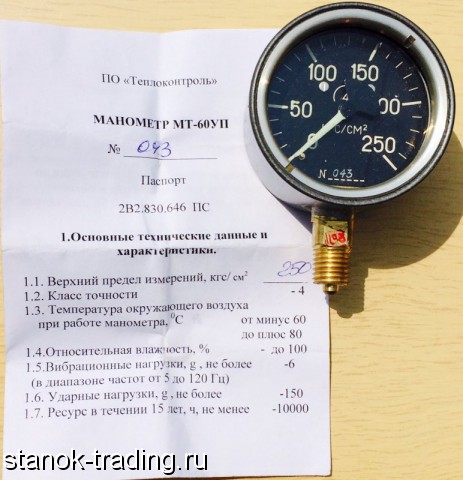 ПО «Теплоконтроль»
МАНОМЕТР МТ-60УП
№ 043
Паспорт
2В2.830.646 ПС
1.Основные технические данные и
характеристики.
1.1. Верхний предел измерений, кгс/см² 250
1.2. Класс точности - 4
1.3. Температура окружающего воздуха
при работе манометра, ⁰С от минус 60
до плюс 80
1.4.Относительная влажность, % - до 100
1.5.Вибрационные нагрузки, g , не более -6
(в диапазоне частот от 5 до 120 Гц)
1.6. Ударные нагрузки, g , не более -150
1.7. Ресурс в течении 15 лет, ч, не менее -10000
0
50
100
150
250
4
С/СМ²
N 043
stanok-trading.ru